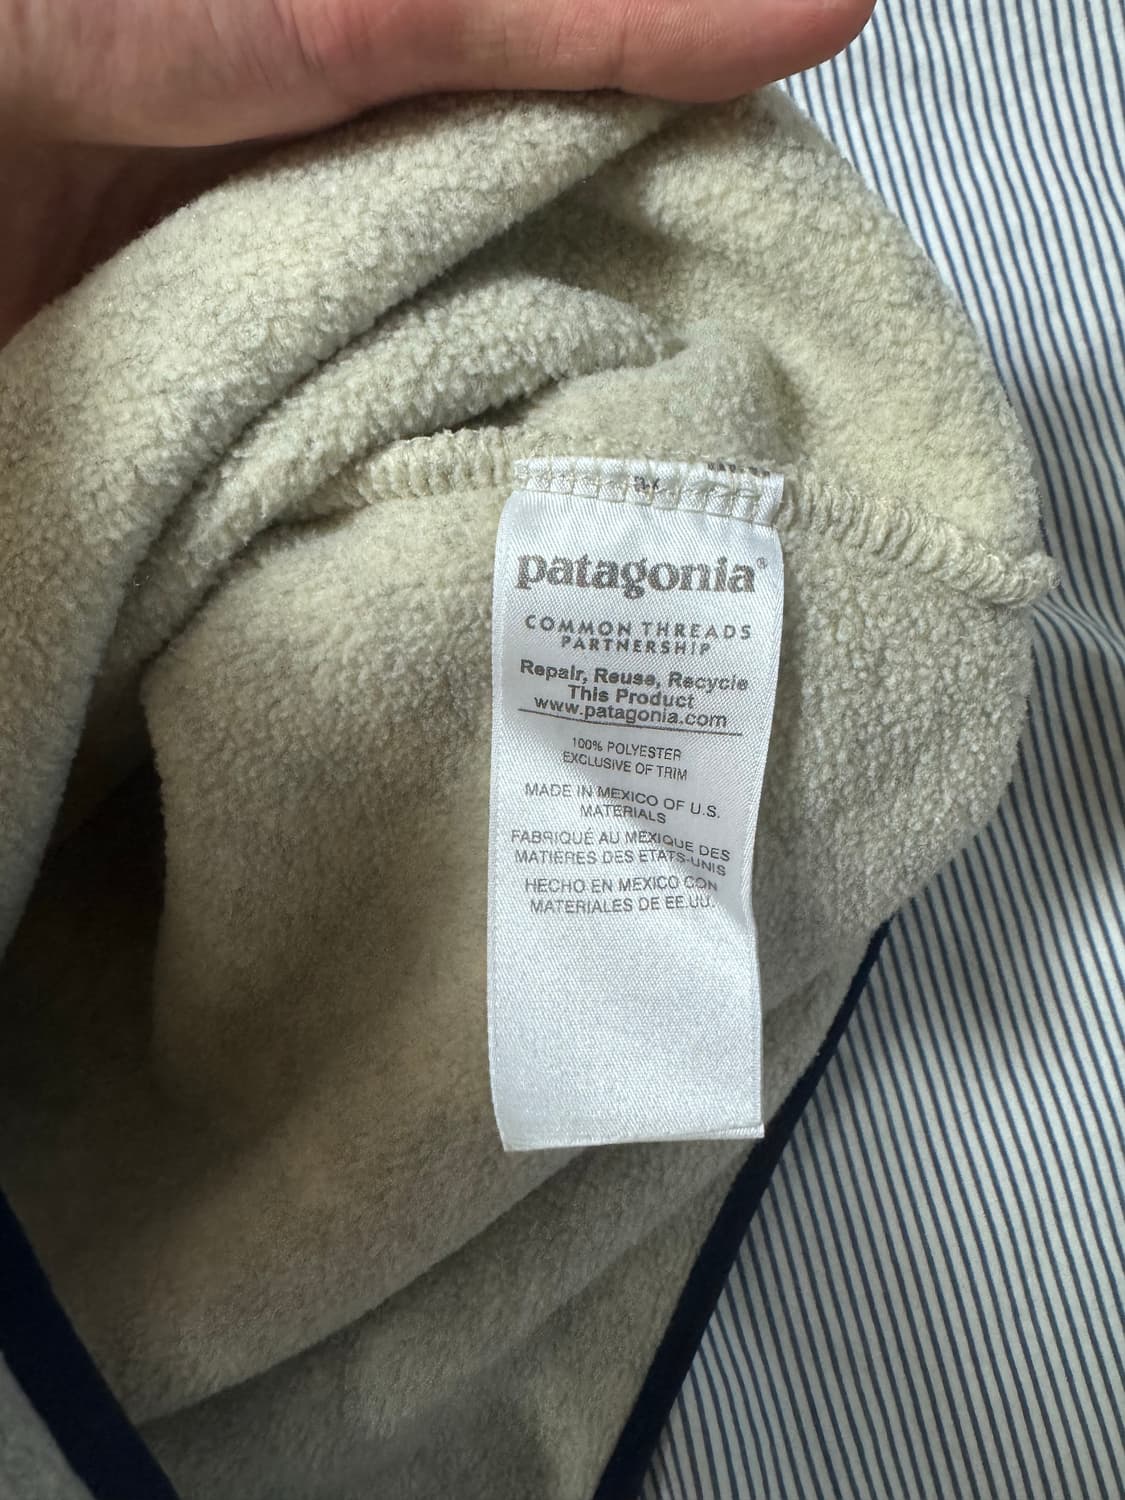 patagonia®
COMMON THREADS
PARTNERSHIP
Repair, Reuse, Recycle
This Product
www.patagonia.com
100% POLYESTER
EXCLUSIVE OF TRIM
MADE IN MEXICO OF U.S.
MATERIALS
FABRIQUÉ AU MEXIQUE DES
MATIÈRES DES ÉTATS-UNIS
HECHO EN MEXICO CON
MATERIALES DE EE.UU.